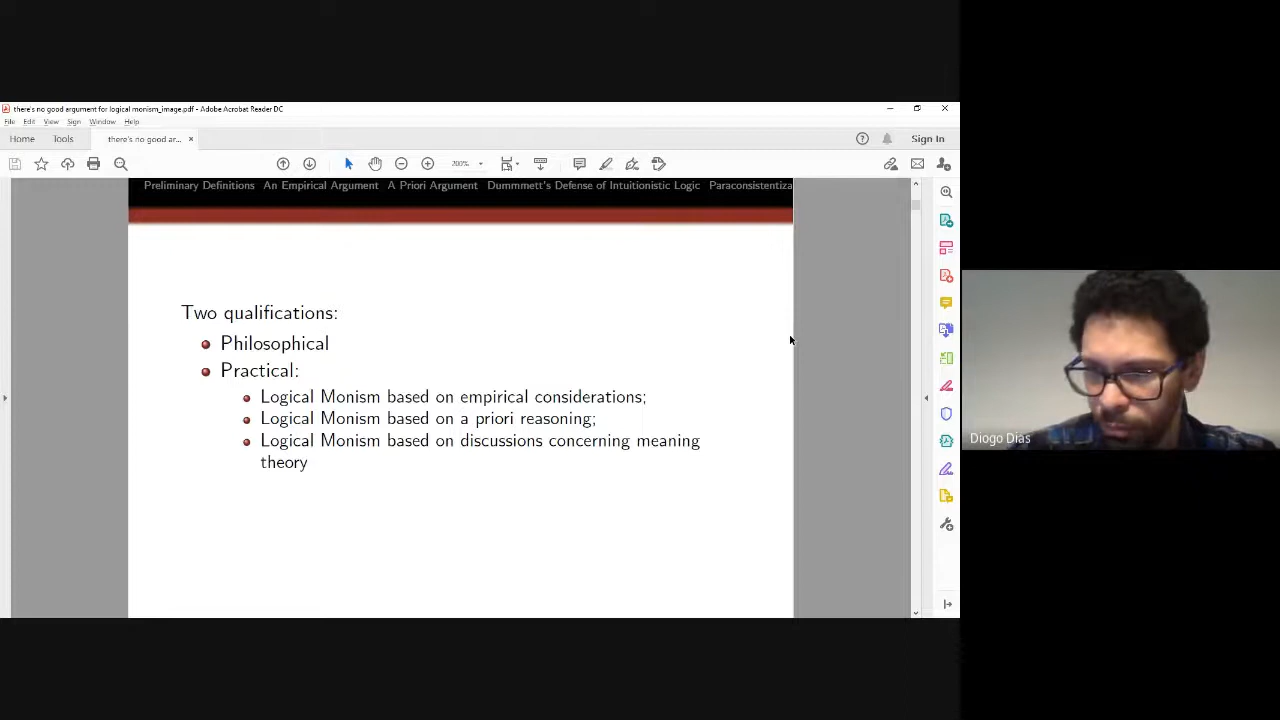 there's no good argument for logical monism_image.pdf - Adobe Acrobat Reader DC
File Edit View Sign Window Help
Home Tools there's no good ar... × Sign In
200%
Preliminary Definitions An Empirical Argument A Priori Argument Dummmett's Defense of Intuitionistic Logic Paraconsistentiza
Two qualifications:
Philosophical
Practical:
Logical Monism based on empirical considerations;
Logical Monism based on a priori reasoning;
Logical Monism based on discussions concerning meaning
theory
Diogo Dias